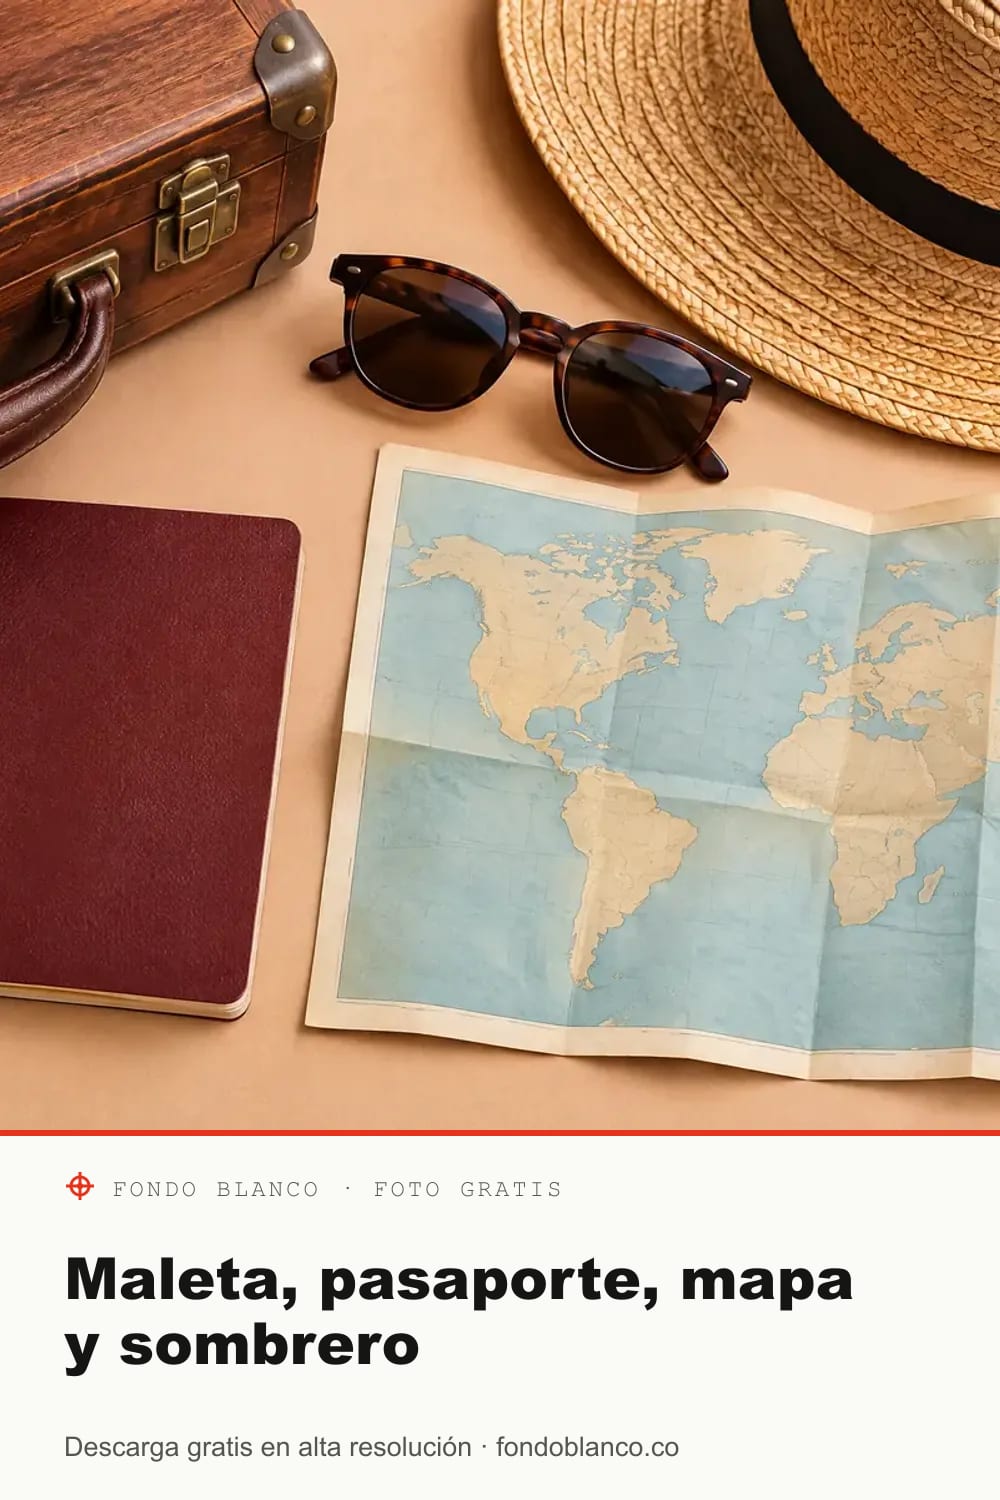 FONDO BLANCO · FOTO GRATIS
Maleta, pasaporte, mapa
y sombrero
Descarga gratis en alta resolución · fondoblanco.co